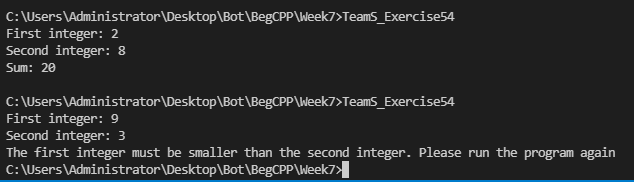 C:\Users\Administrator\Desktop\Bot\BegCPP\Week7>TeamS_Exercise54
First integer: 2
Second integer: 8
Sum: 20
C:\Users\Administrator\Desktop\Bot\BegCPP\Week7>TeamS_Exercise54
First integer: 9
Second integer: 3
The first integer must be smaller than the second integer. Please run the program again
C:\Users\Administrator\Desktop\Bot\BegCPP\Week7>